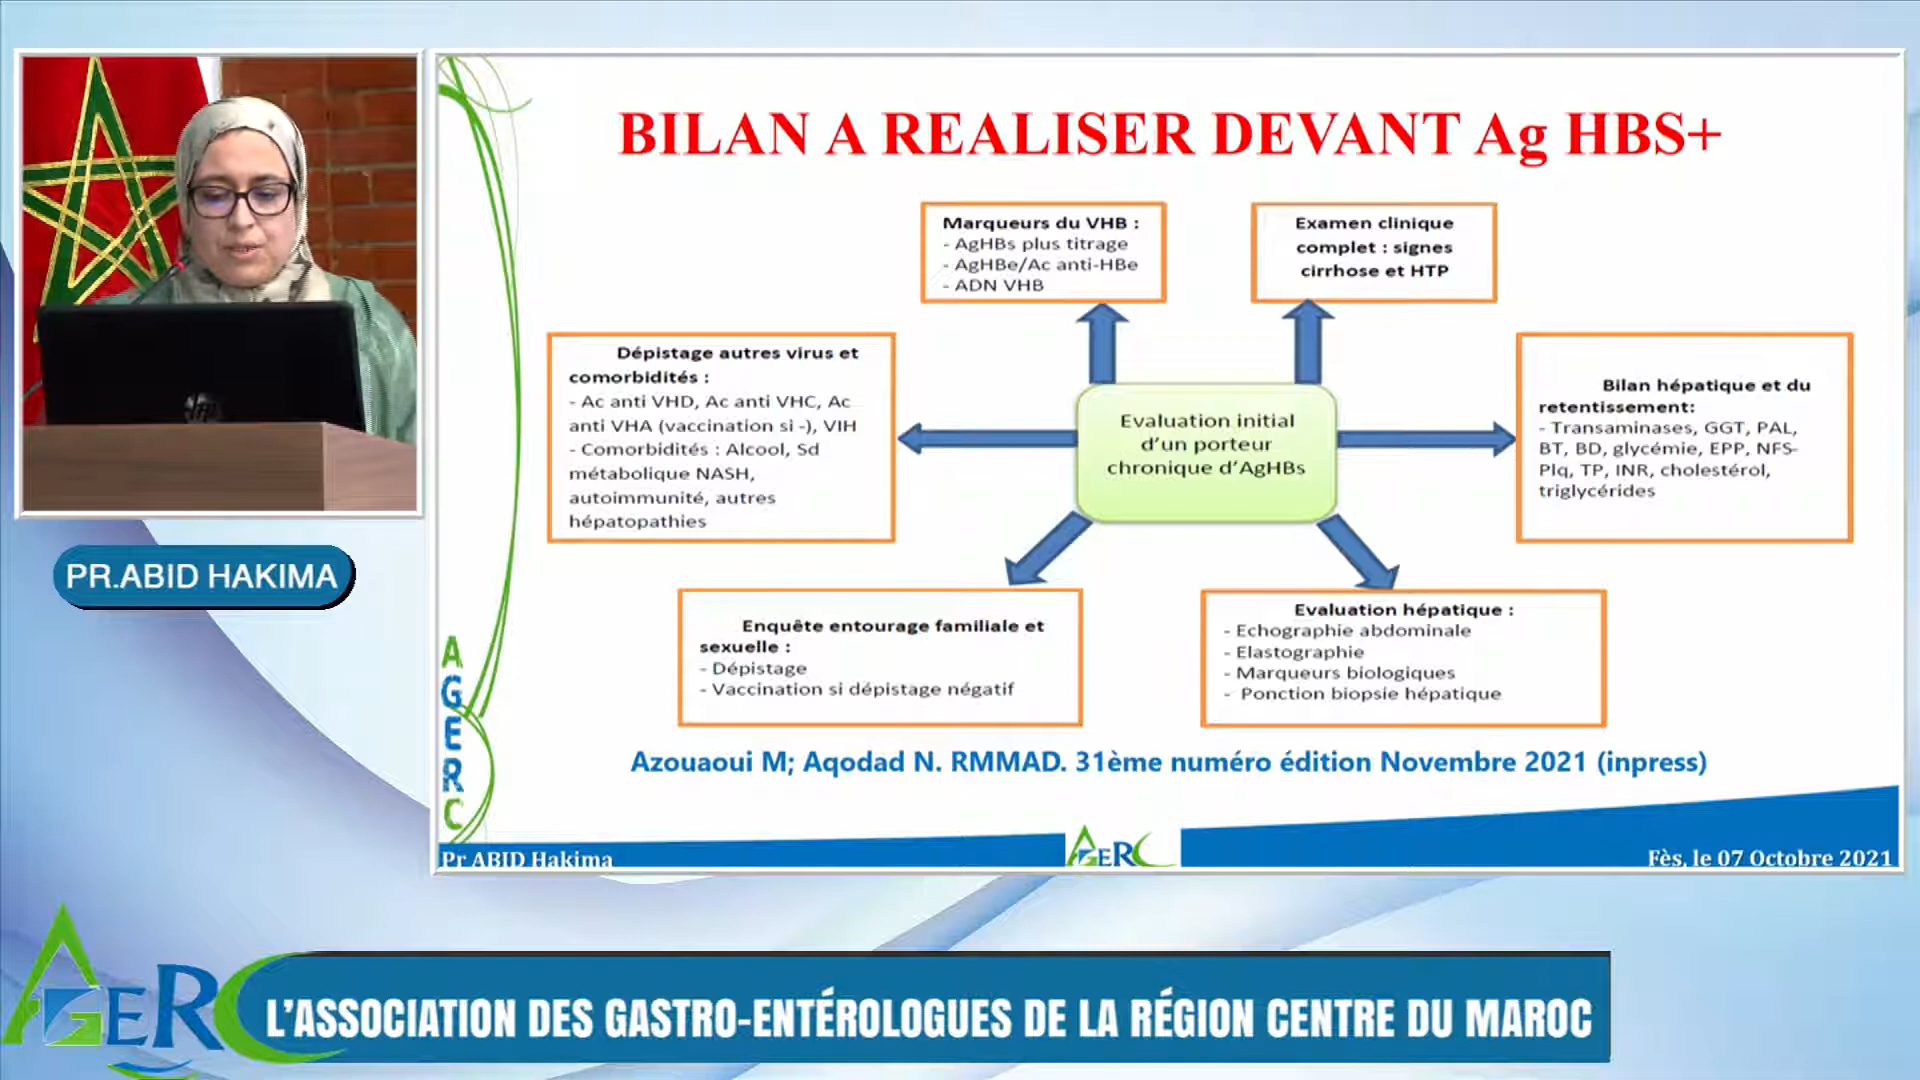 BILAN A REALISER DEVANT Ag HBS+
Marqueurs du VHB :
- AgHBs plus titrage
- AgHBe/Ac anti-HBe
- ADN VHB
Examen clinique
complet : signes
cirrhose et HTP
Dépistage autres virus et
comorbidités :
- Ac anti VHD, Ac anti VHC, Ac
anti VHA (vaccination si -), VIH
- Comorbidités : Alcool, Sd
métabolique NASH,
autoimmunité, autres
hépatopathies
Evaluation initial
d'un porteur
chronique d'AgHBs
Bilan hépatique et du
retentissement:
- Transaminases, GGT, PAL,
BT, BD, glycémie, EPP, NFS-
Plq, TP, INR, cholestérol,
triglycérides
Enquête entourage familiale et
sexuelle :
- Dépistage
- Vaccination si dépistage négatif
Evaluation hépatique :
- Echographie abdominale
- Elastographie
- Marqueurs biologiques
- Ponction biopsie hépatique
Azouaoui M; Aqodad N. RMMAD. 31ème numéro édition Novembre 2021 (inpress)
AGERC
Pr ABID Hakima
AGERC
Fès, le 07 Octobre 2021
hp
PR.ABID HAKIMA
AGERC
L'ASSOCIATION DES GASTRO-ENTÉROLOGUES DE LA RÉGION CENTRE DU MAROC